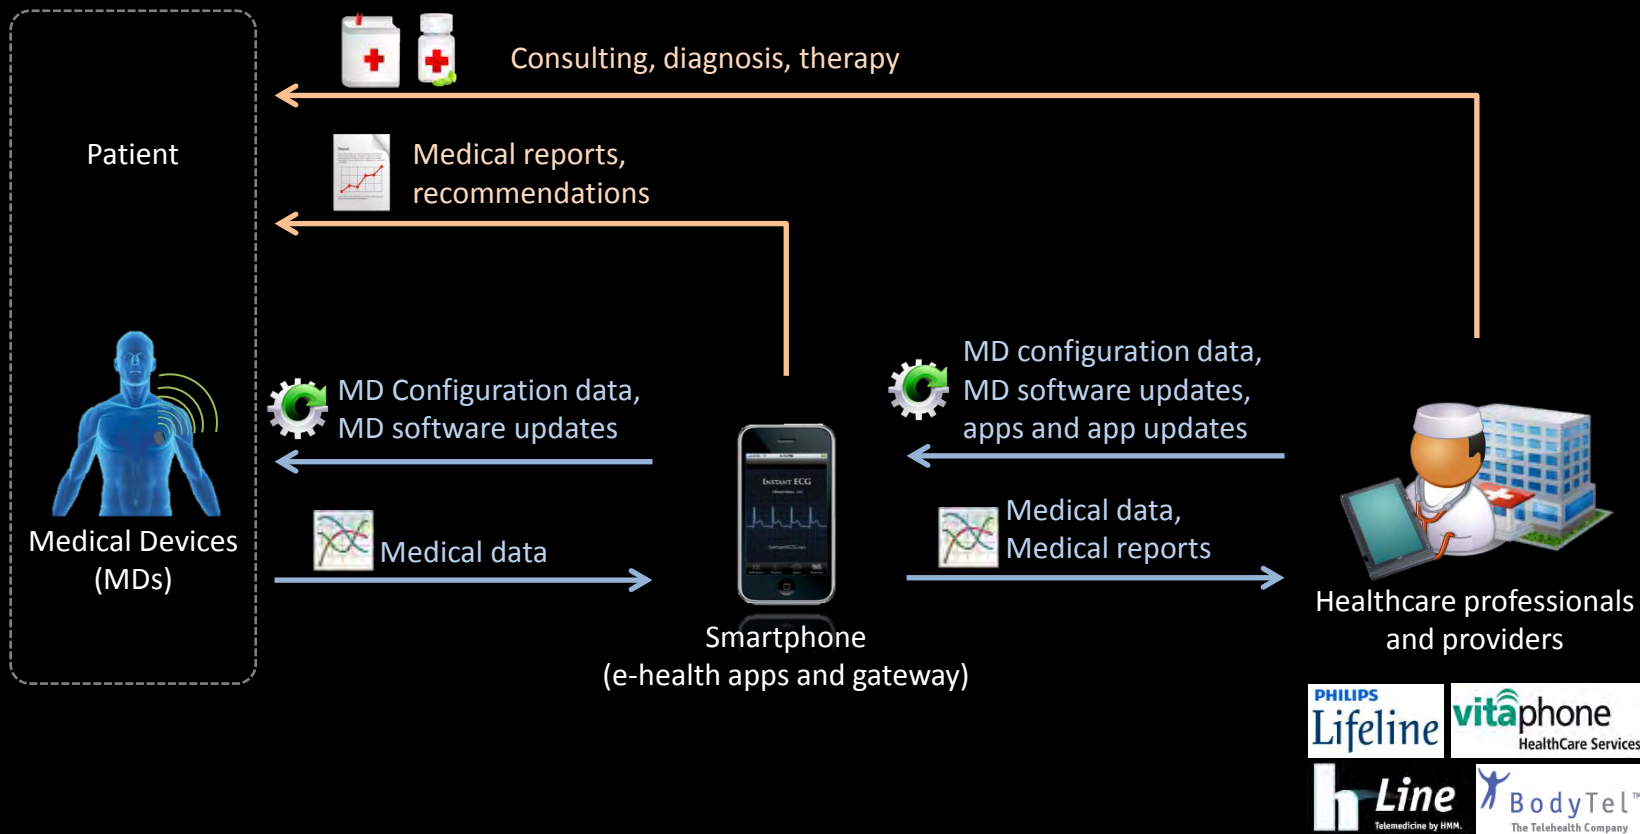 Consulting, diagnosis, therapy
Patient
Medical reports,
recommendations
MD Configuration data,
MD software updates
MD configuration data,
MD software updates,
apps and app updates
INSTANT ECG
Medical Devices
(MDs)
Medical data
Medical data,
Medical reports
Smartphone
(e-health apps and gateway)
Healthcare professionals
and providers
PHILIPS
Lifeline
vitaphone
HealthCare Services
h Line
Telemedicine by HMM.
BodyTel™
The Telehealth Company